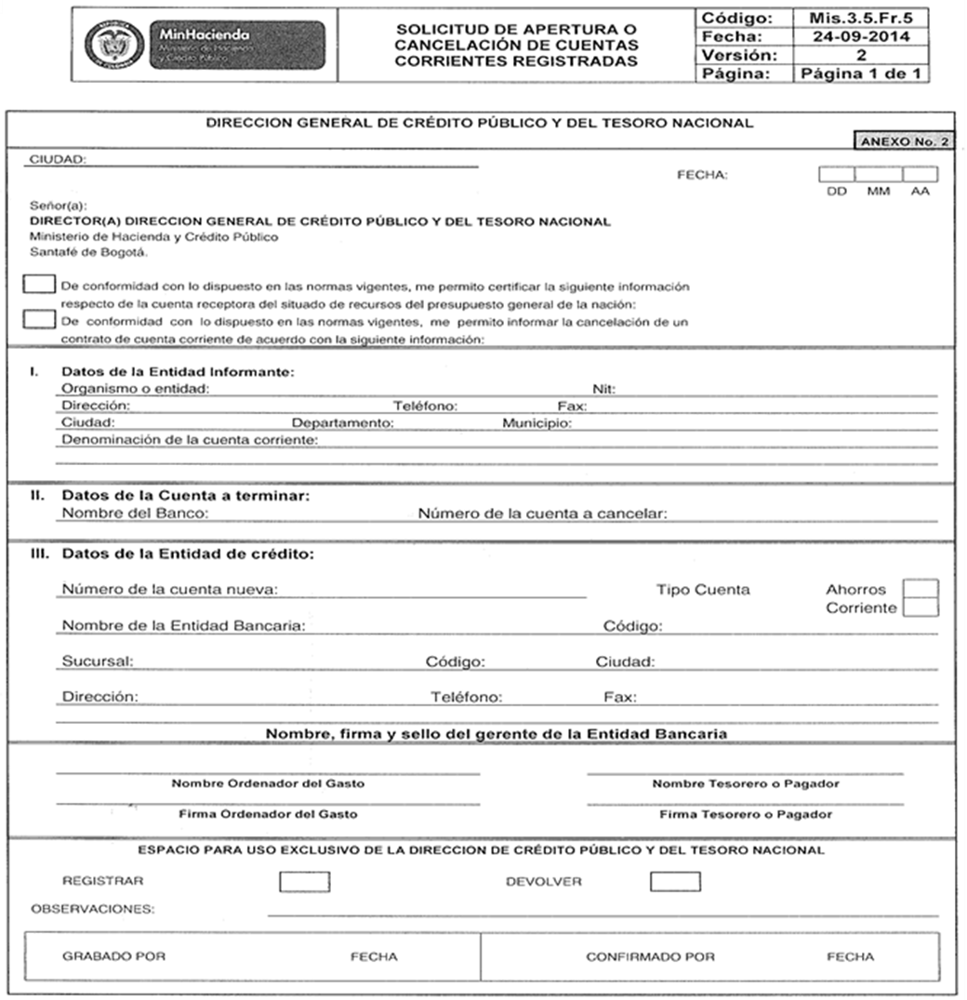 MinHacienda
Ministerio de Hacienda
y Crédito Público
SOLICITUD DE APERTURA O
CANCELACIÓN DE CUENTAS
CORRIENTES REGISTRADAS
Código: Mis.3.5.Fr.5
Fecha: 24-09-2014
Versión: 2
Página: Página 1 de 1
DIRECCION GENERAL DE CRÉDITO PÚBLICO Y DEL TESORO NACIONAL
ANEXO No. 2
CIUDAD:
FECHA:
DD MM AA
Señor(a):
DIRECTOR(A) DIRECCION GENERAL DE CRÉDITO PÚBLICO Y DEL TESORO NACIONAL
Ministerio de Hacienda y Crédito Público
Santafé de Bogotá.
De conformidad con lo dispuesto en las normas vigentes, me permito certificar la siguiente información
respecto de la cuenta receptora del situado de recursos del presupuesto general de la nación:
De conformidad con lo dispuesto en las normas vigentes, me permito informar la cancelación de un
contrato de cuenta corriente de acuerdo con la siguiente información:
I. Datos de la Entidad Informante:
Organismo o entidad: Nit:
Dirección: Teléfono: Fax:
Ciudad: Departamento: Municipio:
Denominación de la cuenta corriente:
II. Datos de la Cuenta a terminar:
Nombre del Banco: Número de la cuenta a cancelar:
III. Datos de la Entidad de crédito:
Número de la cuenta nueva: Tipo Cuenta Ahorros
Corriente
Nombre de la Entidad Bancaria: Código:
Sucursal: Código: Ciudad:
Dirección: Teléfono: Fax:
Nombre, firma y sello del gerente de la Entidad Bancaria
Nombre Ordenador del Gasto Nombre Tesorero o Pagador
Firma Ordenador del Gasto Firma Tesorero o Pagador
ESPACIO PARA USO EXCLUSIVO DE LA DIRECCION DE CRÉDITO PÚBLICO Y DEL TESORO NACIONAL
REGISTRAR DEVOLVER
OBSERVACIONES:
GRABADO POR FECHA CONFIRMADO POR FECHA